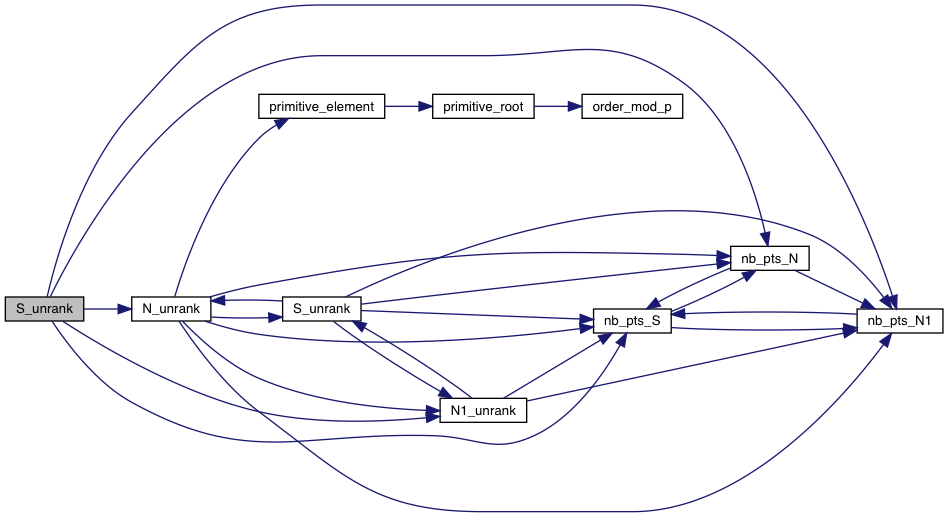 primitive_element
primitive_root
order_mod_p
nb_pts_N
S_unrank
N_unrank
S_unrank
nb_pts_S
nb_pts_N1
N1_unrank